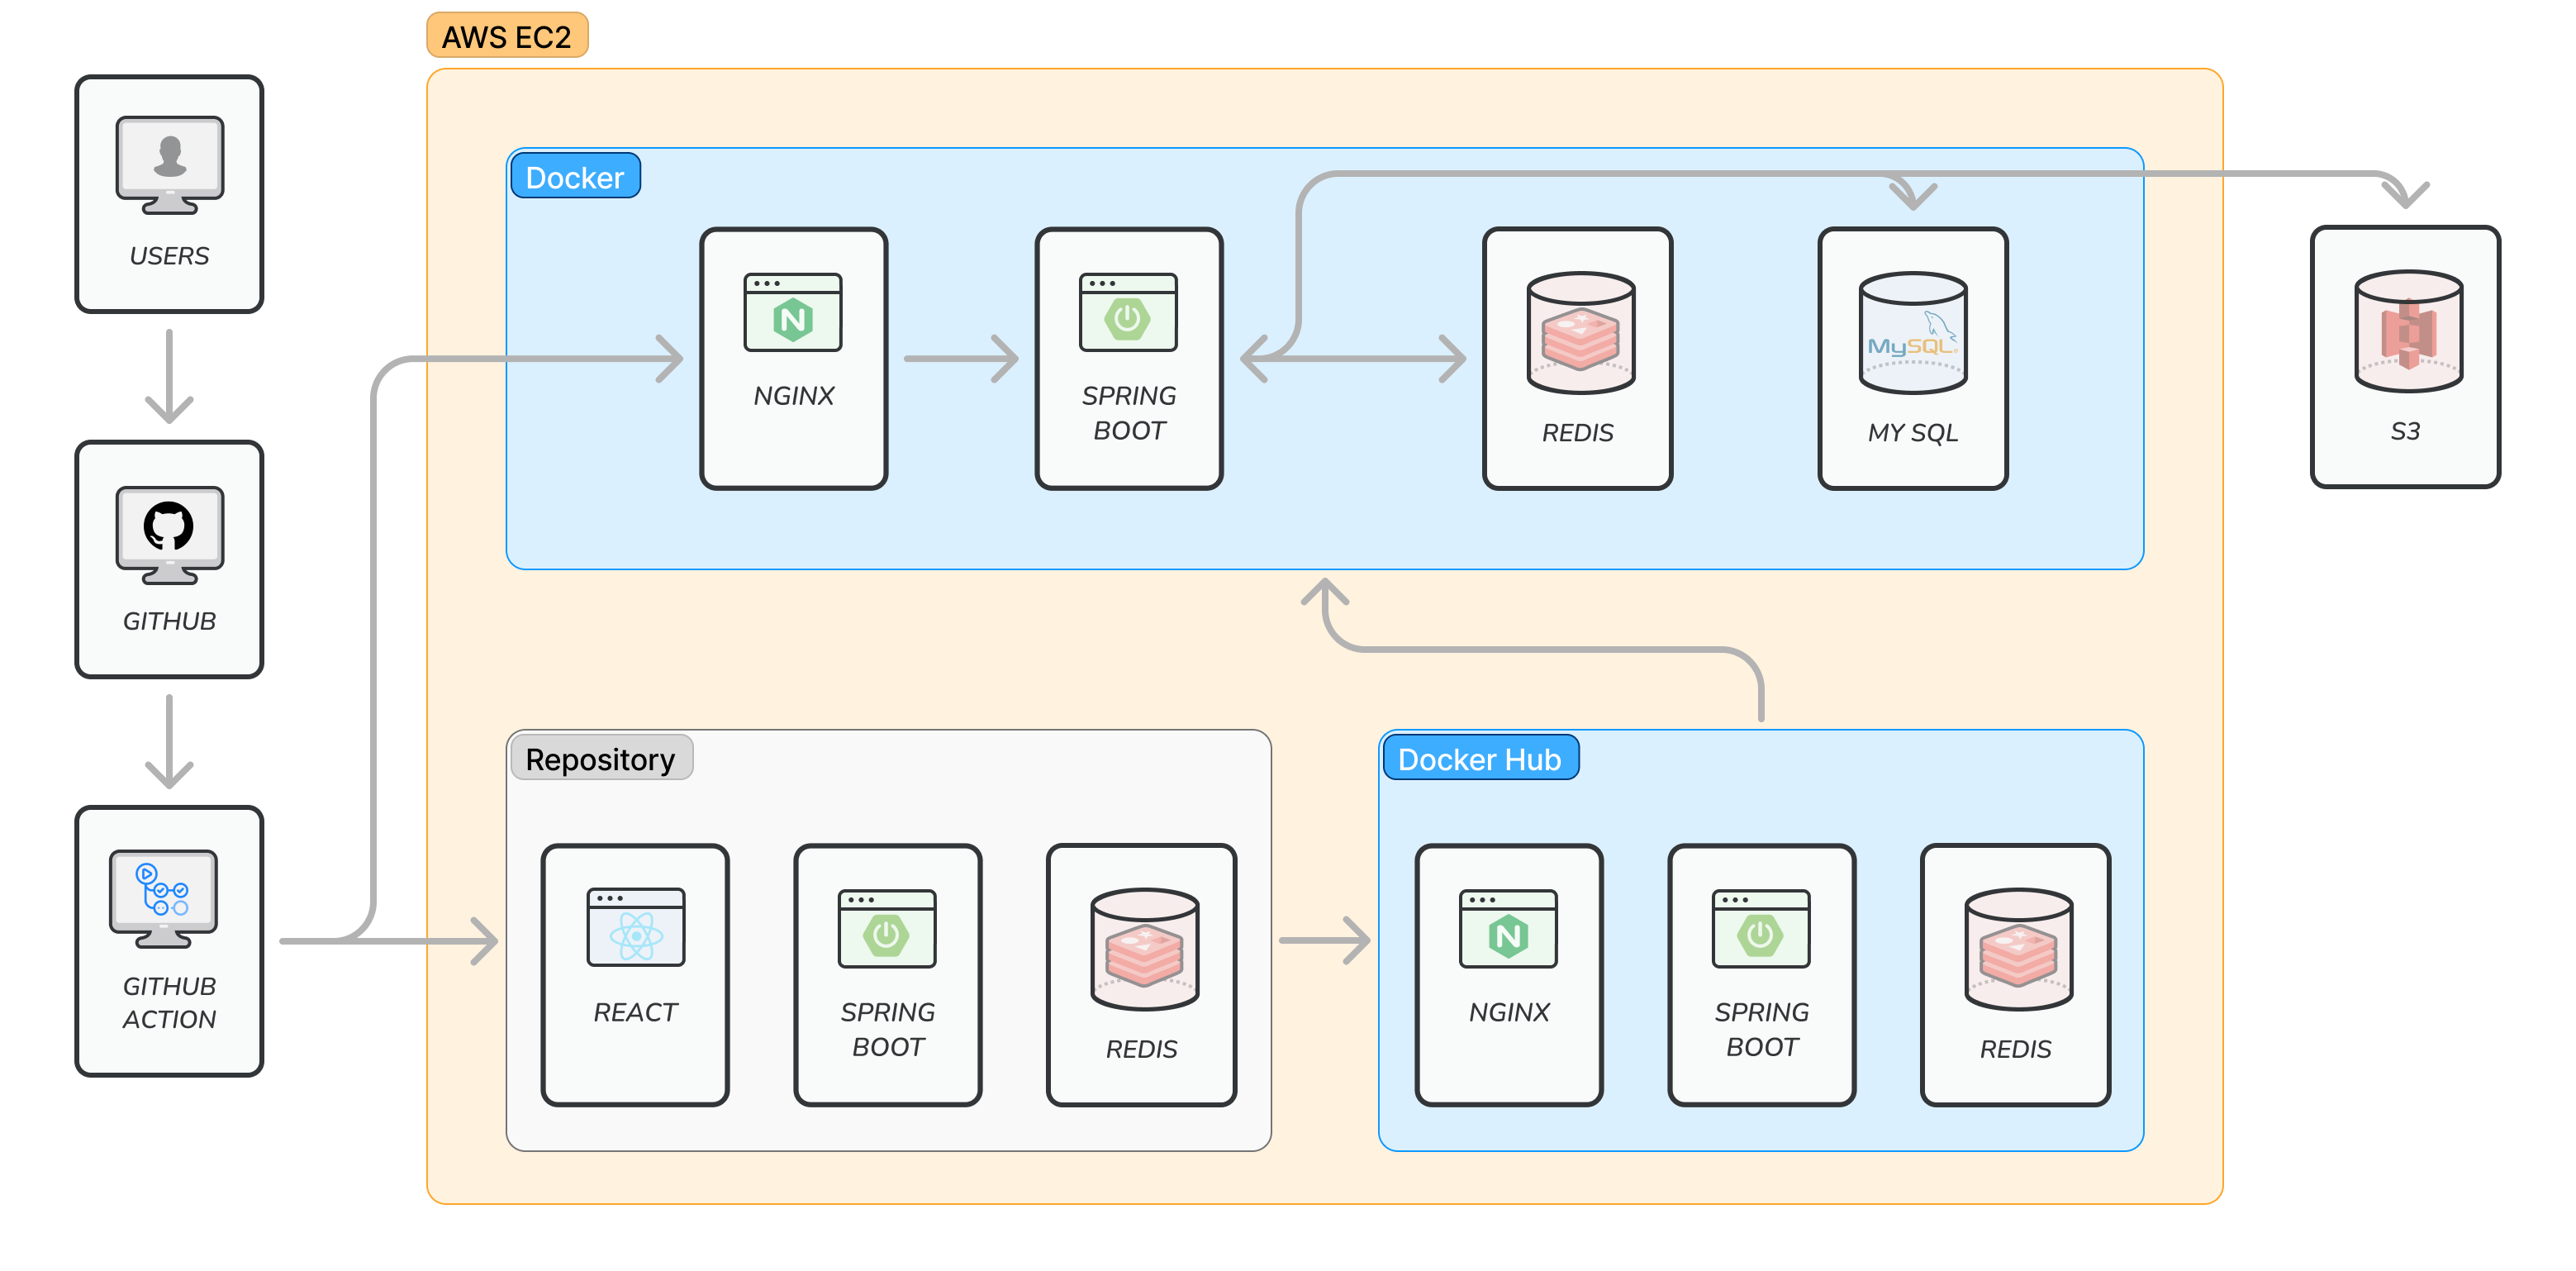 AWS EC2
USERS
GITHUB
GITHUB
ACTION
Docker
NGINX
SPRING
BOOT
REDIS
MySQL
MY SQL
S3
Repository
REACT
SPRING
BOOT
REDIS
Docker Hub
NGINX
SPRING
BOOT
REDIS